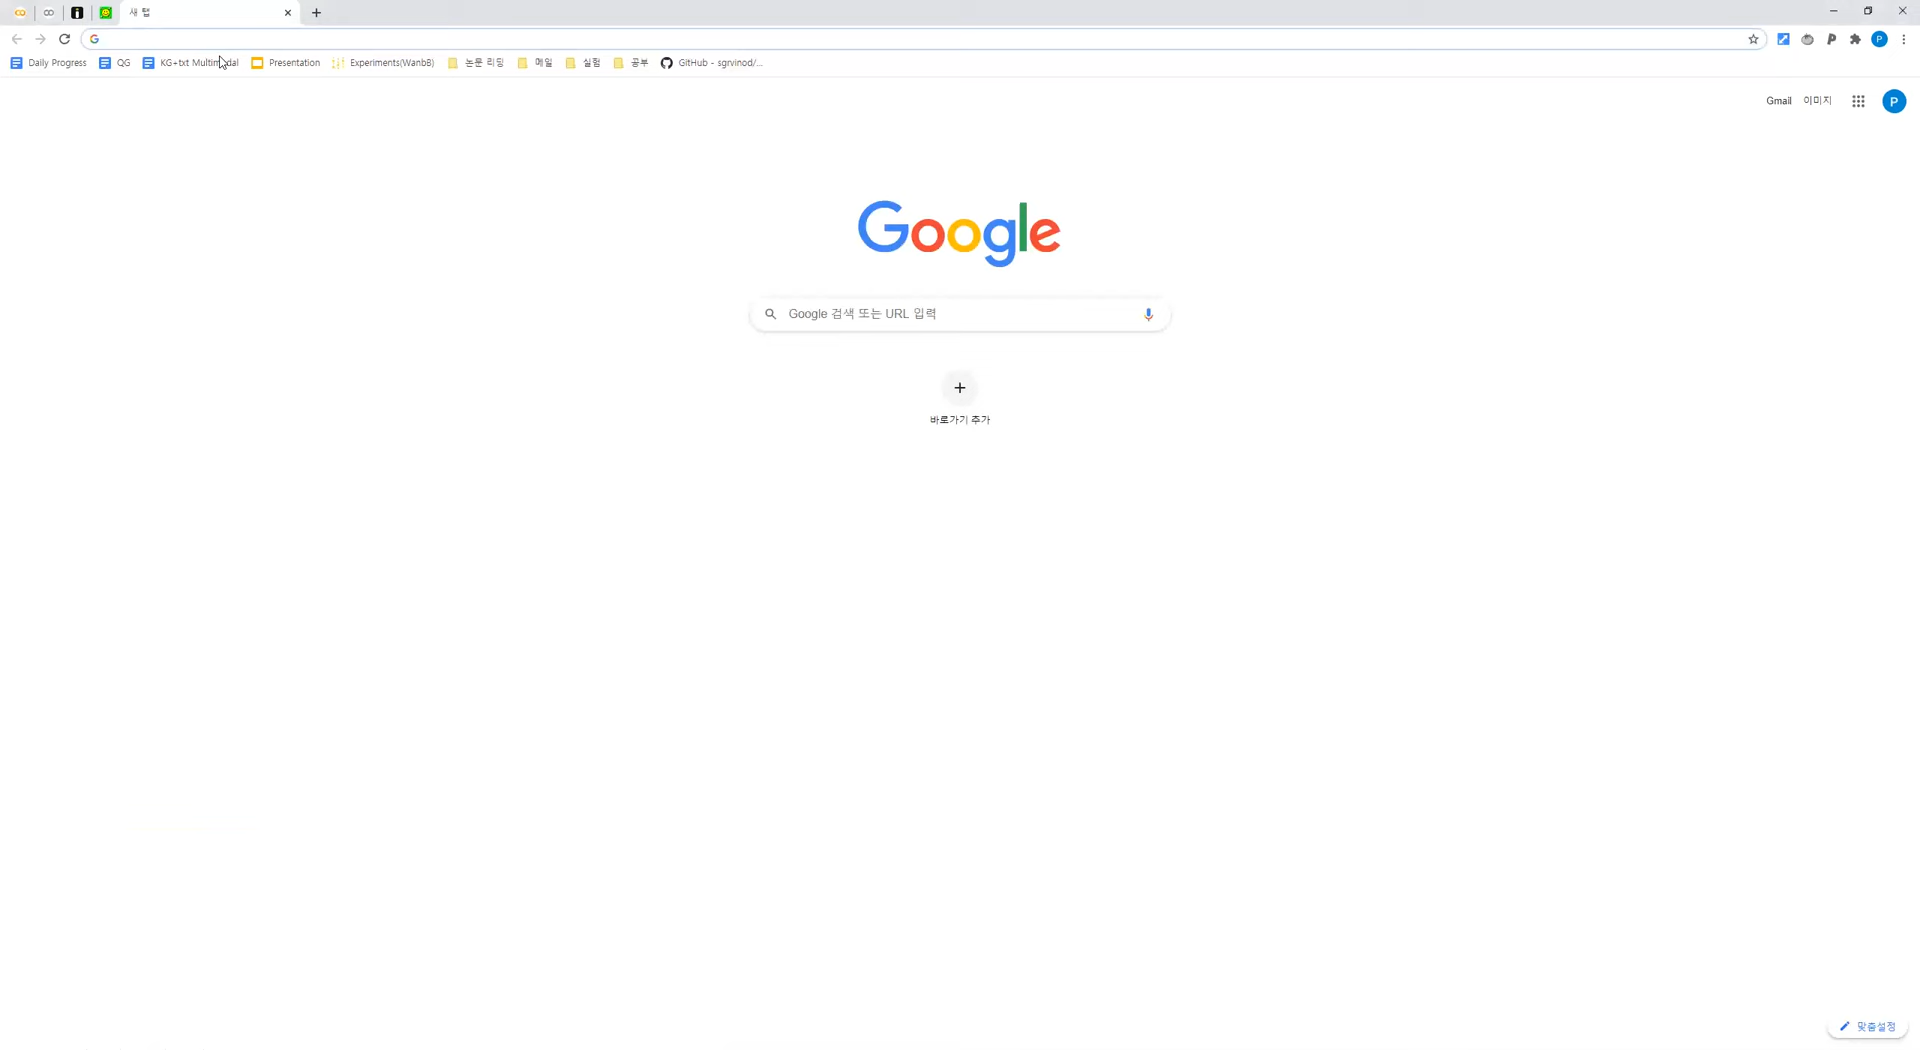 새 탭
Daily Progress QG KG+txt Multimodal Presentation Experiments(WanbB) 논문 리딩 메일 실험 공부 GitHub - sgrvinod/...
Gmail 이미지 P
Google
Google 검색 또는 URL 입력
바로가기 추가
맞춤설정